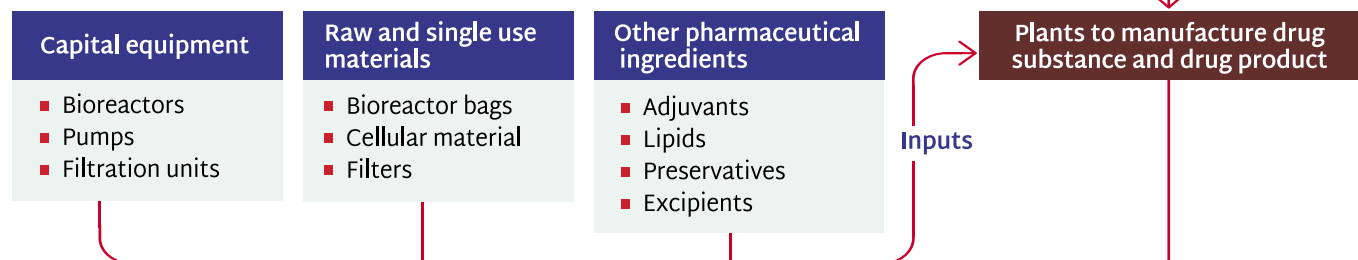 Capital equipment
Bioreactors
Pumps
Filtration units
Raw and single use
materials
Bioreactor bags
Cellular material
Filters
Other pharmaceutical
ingredients
Adjuvants
Lipids
Preservatives
Excipients
Inputs
Plants to manufacture drug
substance and drug product